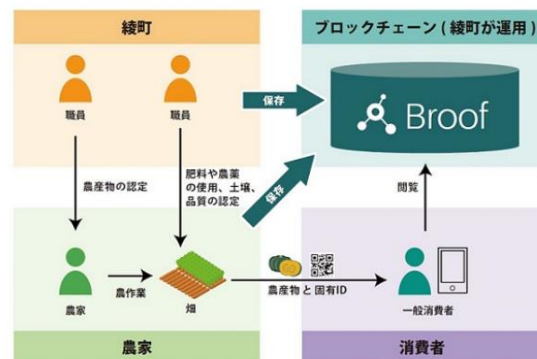 綾町
ブロックチェーン ( 綾町が運用 )
職員
職員
保存
Broof
農産物の認定
肥料や農薬
の使用、土壌、
品質の認定
保存
閲覧
農家
農作業
畑
農産物と固有ID
一般消費者
農家
消費者